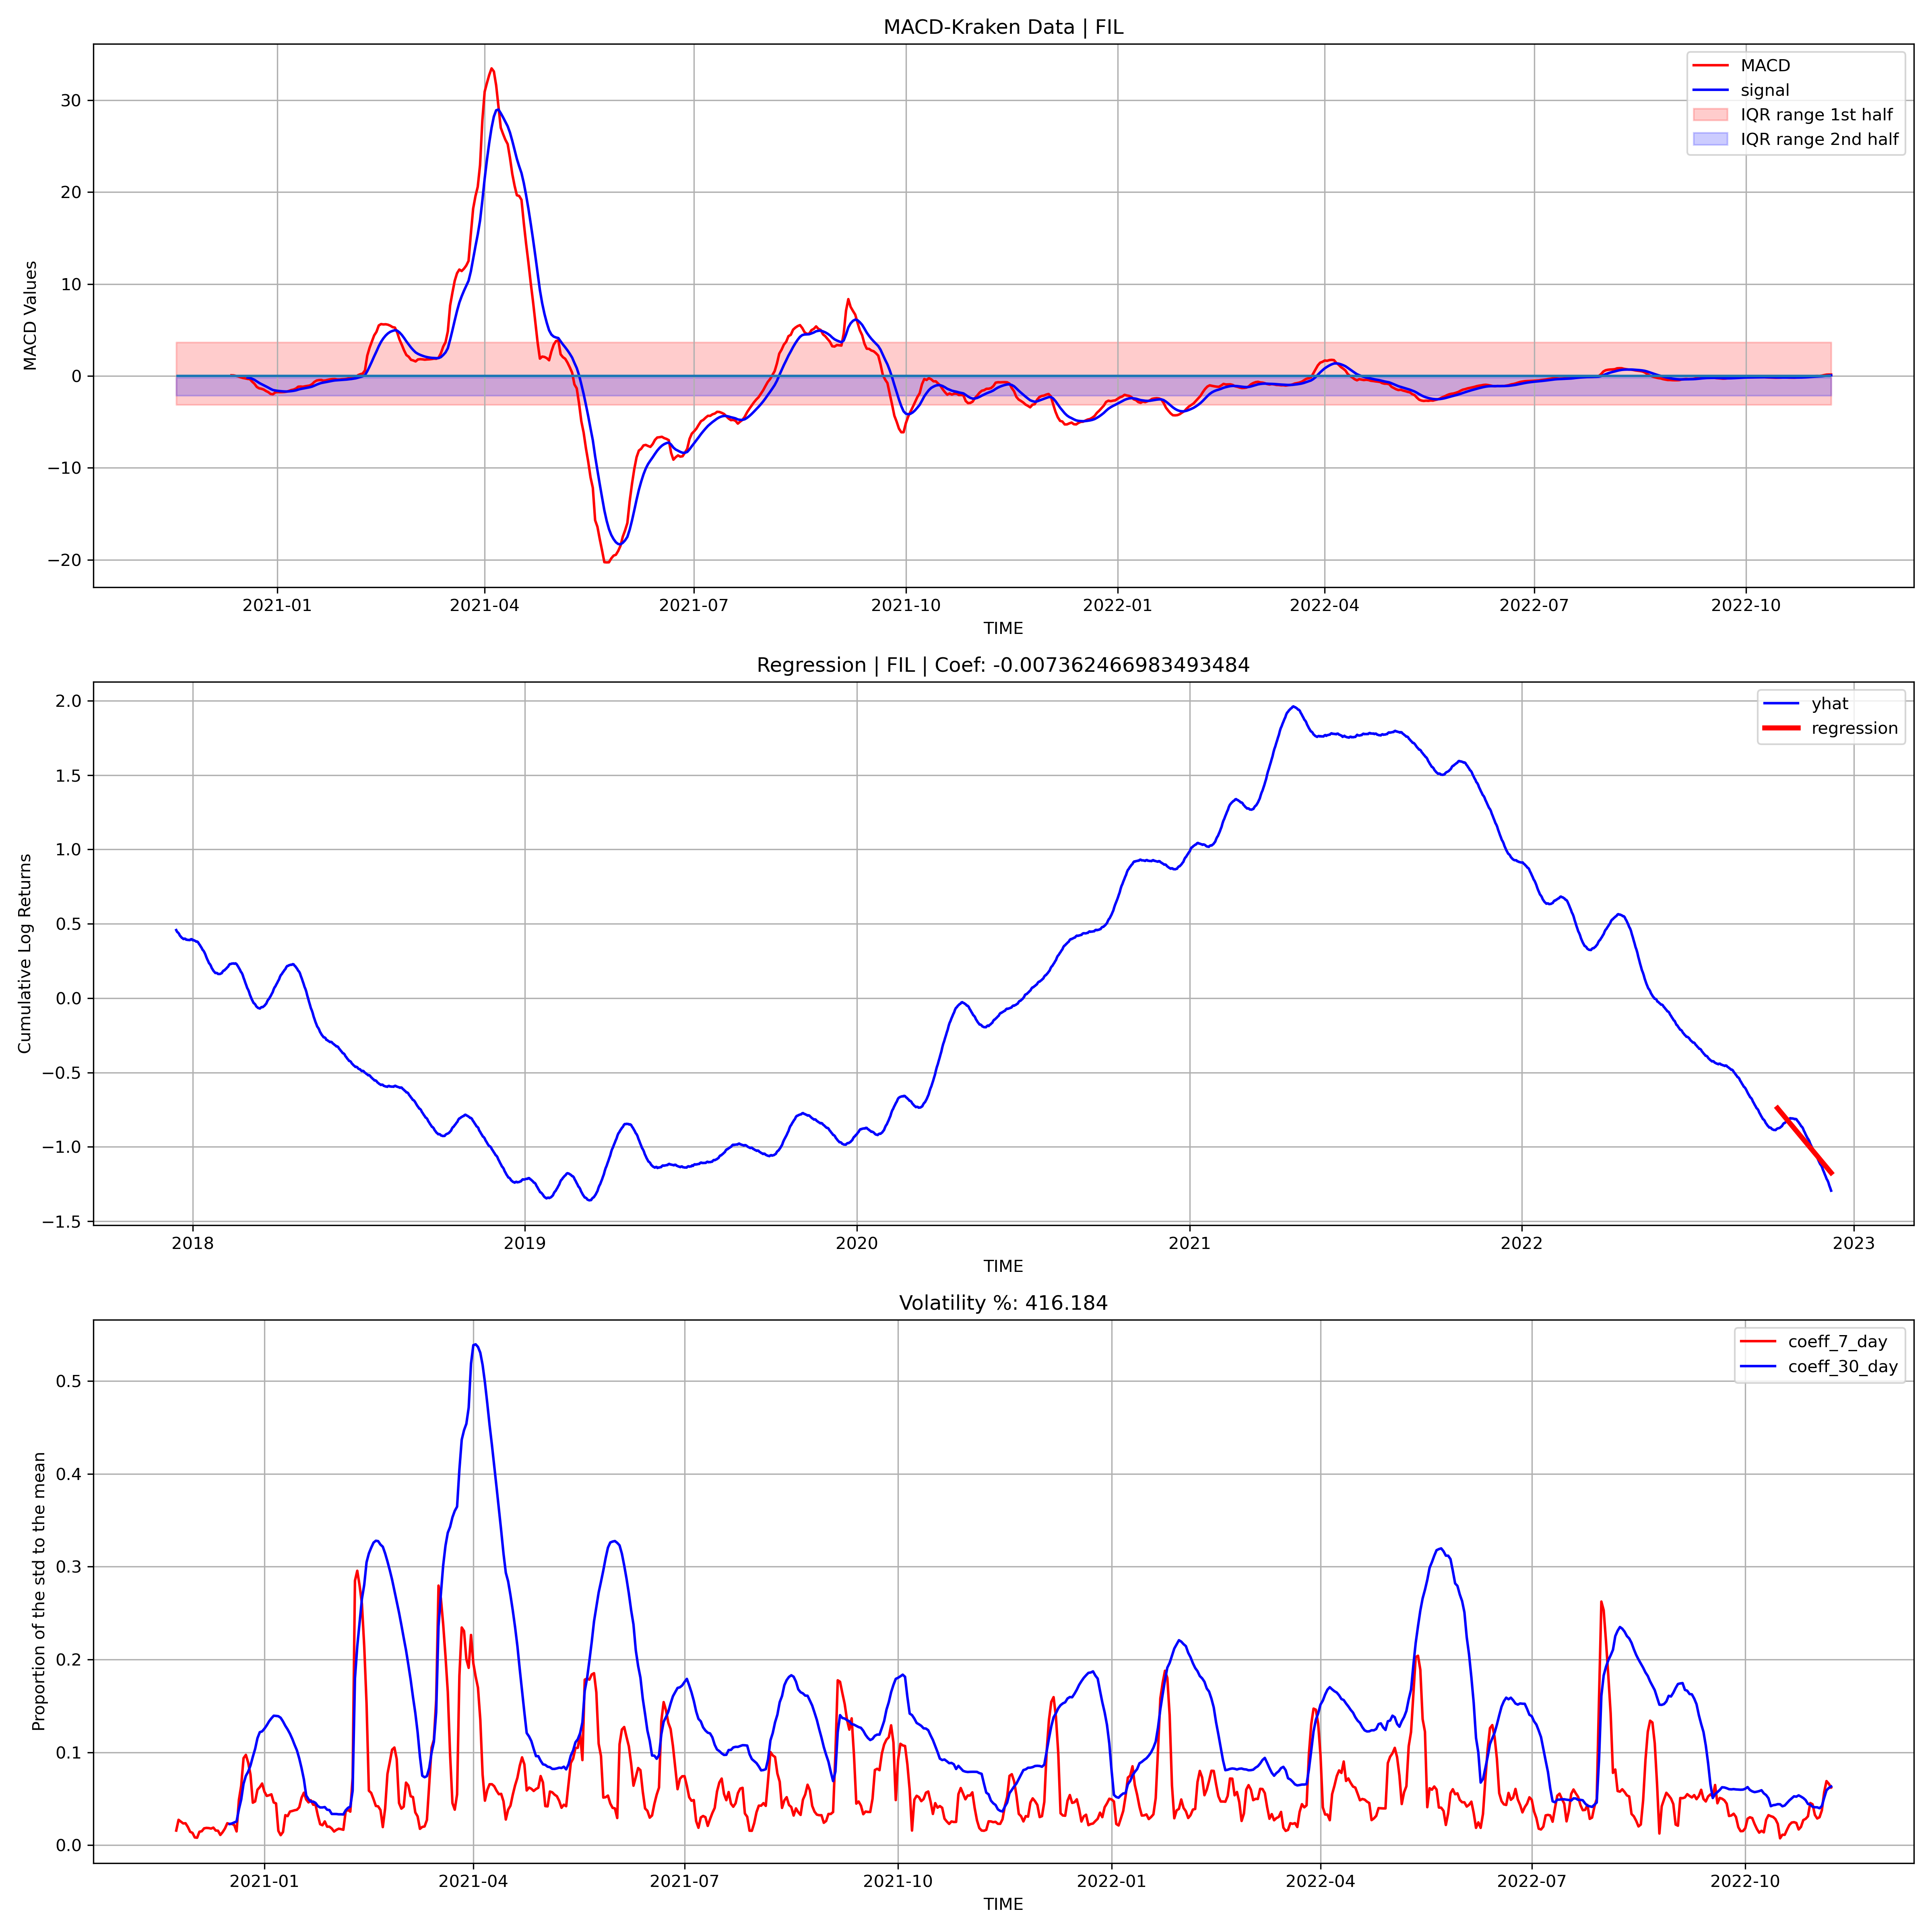 MACD-Kraken Data | FIL
MACD Values
30
20
10
0
−10
−20
MACD
signal
IQR range 1st half
IQR range 2nd half
2021-01 2021-04 2021-07 2021-10 2022-01 2022-04 2022-07 2022-10
TIME
Regression | FIL | Coef: -0.007362466983493484
Cumulative Log Returns
2.0
1.5
1.0
0.5
0.0
−0.5
−1.0
−1.5
yhat
regression
2018 2019 2020 2021 2022 2023
TIME
Volatility %: 416.184
Proportion of the std to the mean
0.5
0.4
0.3
0.2
0.1
0.0
coeff_7_day
coeff_30_day
2021-01 2021-04 2021-07 2021-10 2022-01 2022-04 2022-07 2022-10
TIME